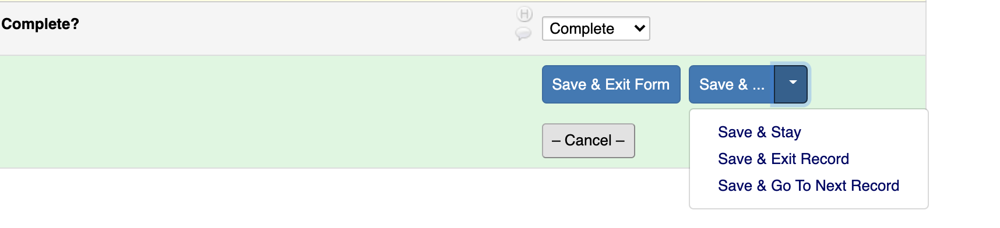 Complete?
H
Complete
Save & Exit Form
Save & ...
– Cancel –
Save & Stay
Save & Exit Record
Save & Go To Next Record